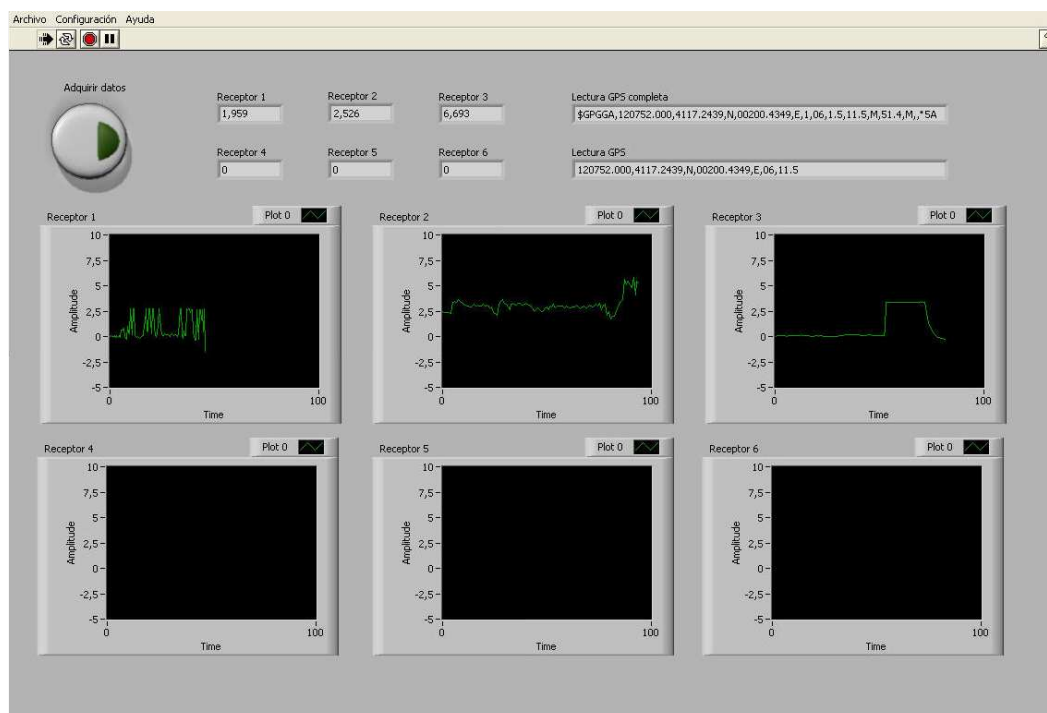 Archivo Configuración Ayuda
Adquirir datos
Receptor 1
1,959
Receptor 2
2,526
Receptor 3
6,693
Lectura GPS completa
$GPGGA,120752.000,4117.2439,N,00200.4349,E,1,06,1.5,11.5,M,51.4,M,,*5A
Receptor 4
0
Receptor 5
0
Receptor 6
0
Lectura GPS
120752.000,4117.2439,N,00200.4349,E,06,11.5
Receptor 1
Plot 0
10
7,5
5
2,5
0
-2,5
-5
Amplitude
0
100
Time
Receptor 2
Plot 0
10
7,5
5
2,5
0
-2,5
-5
Amplitude
0
100
Time
Receptor 3
Plot 0
10
7,5
5
2,5
0
-2,5
-5
Amplitude
0
100
Time
Receptor 4
Plot 0
10
7,5
5
2,5
0
-2,5
-5
Amplitude
0
100
Time
Receptor 5
Plot 0
10
7,5
5
2,5
0
-2,5
-5
Amplitude
0
100
Time
Receptor 6
Plot 0
10
7,5
5
2,5
0
-2,5
-5
Amplitude
0
100
Time